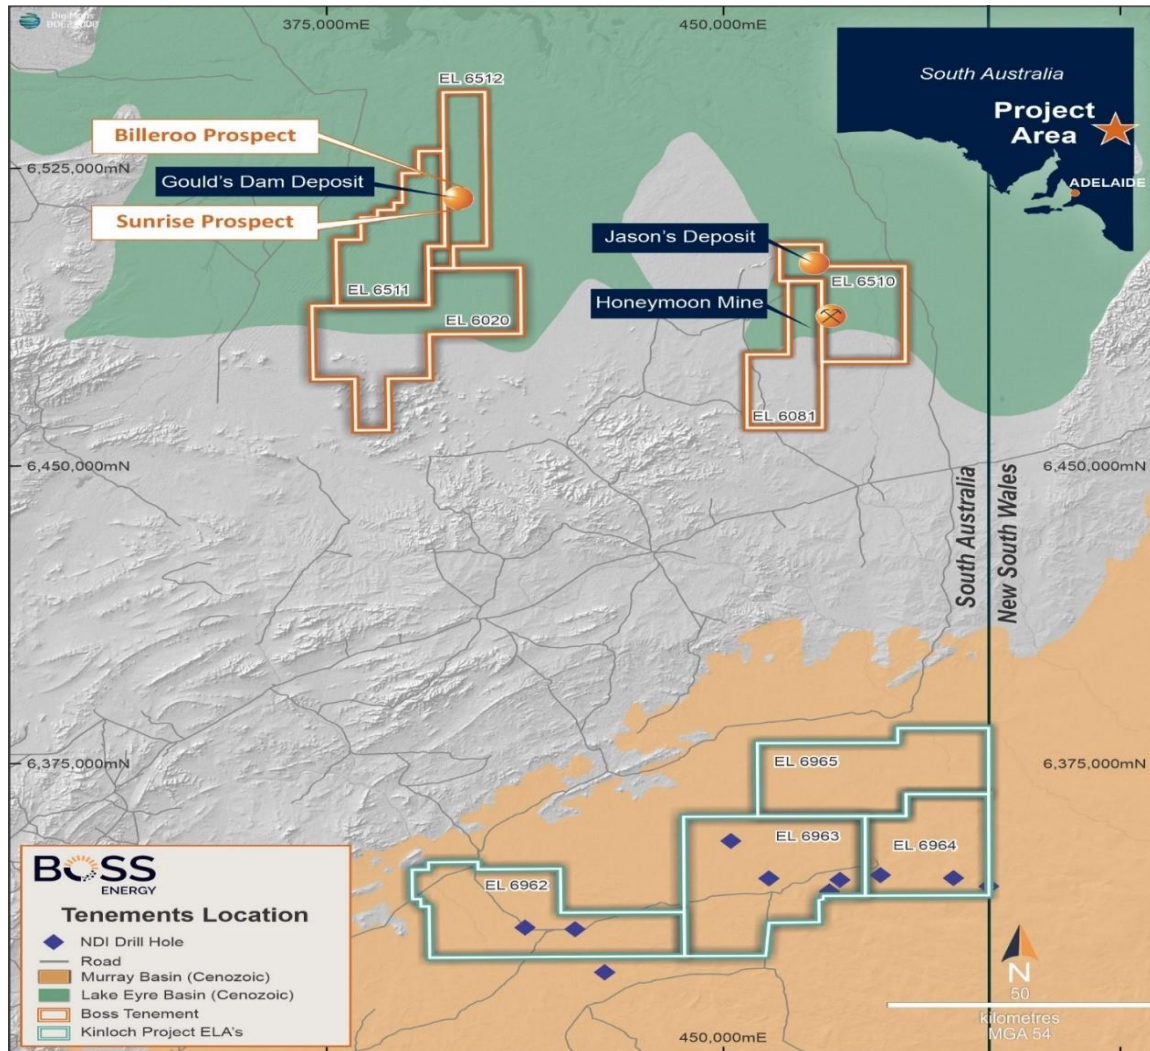 DigiMaps
375,000mE
450,000mE
South Australia
Project
Area
ADELAIDE
EL 6512
Billeroo Prospect
6,525,000mN
Gould's Dam Deposit
Sunrise Prospect
Jason's Deposit
EL 6510
Honeymoon Mine
EL 6511
EL 6020
EL 6081
6,450,000mN
6,450,000mN
South Australia
New South Wales
6,375,000mN
6,375,000mN
EL 6965
EL 6963
EL 6964
EL 6962
BOSS
ENERGY
Tenements Location
NDI Drill Hole
Road
Murray Basin (Cenozoic)
Lake Eyre Basin (Cenozoic)
Boss Tenement
Kinloch Project ELA's
N
50
kilometres
MGA 54
450,000mE